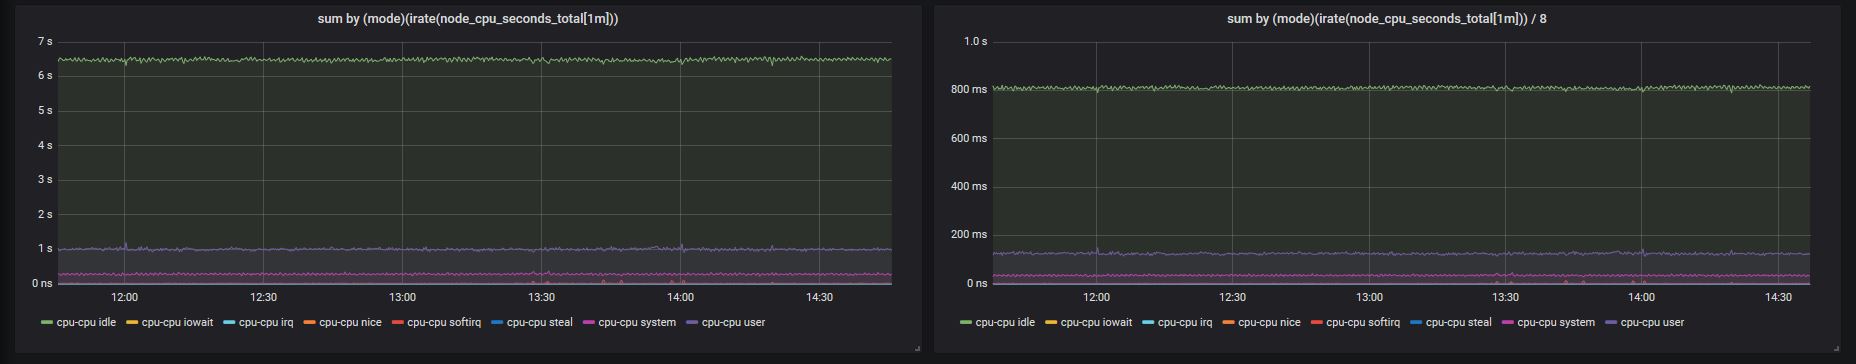 sum by (mode)(irate(node_cpu_seconds_total[1m]))
7 s
6 s
5 s
4 s
3 s
2 s
1 s
0 ns
12:00 12:30 13:00 13:30 14:00 14:30
cpu-cpu idle cpu-cpu iowait cpu-cpu irq cpu-cpu nice cpu-cpu softirq cpu-cpu steal cpu-cpu system cpu-cpu user
sum by (mode)(irate(node_cpu_seconds_total[1m])) / 8
1.0 s
800 ms
600 ms
400 ms
200 ms
0 ns
12:00 12:30 13:00 13:30 14:00 14:30
cpu-cpu idle cpu-cpu iowait cpu-cpu irq cpu-cpu nice cpu-cpu softirq cpu-cpu steal cpu-cpu system cpu-cpu user